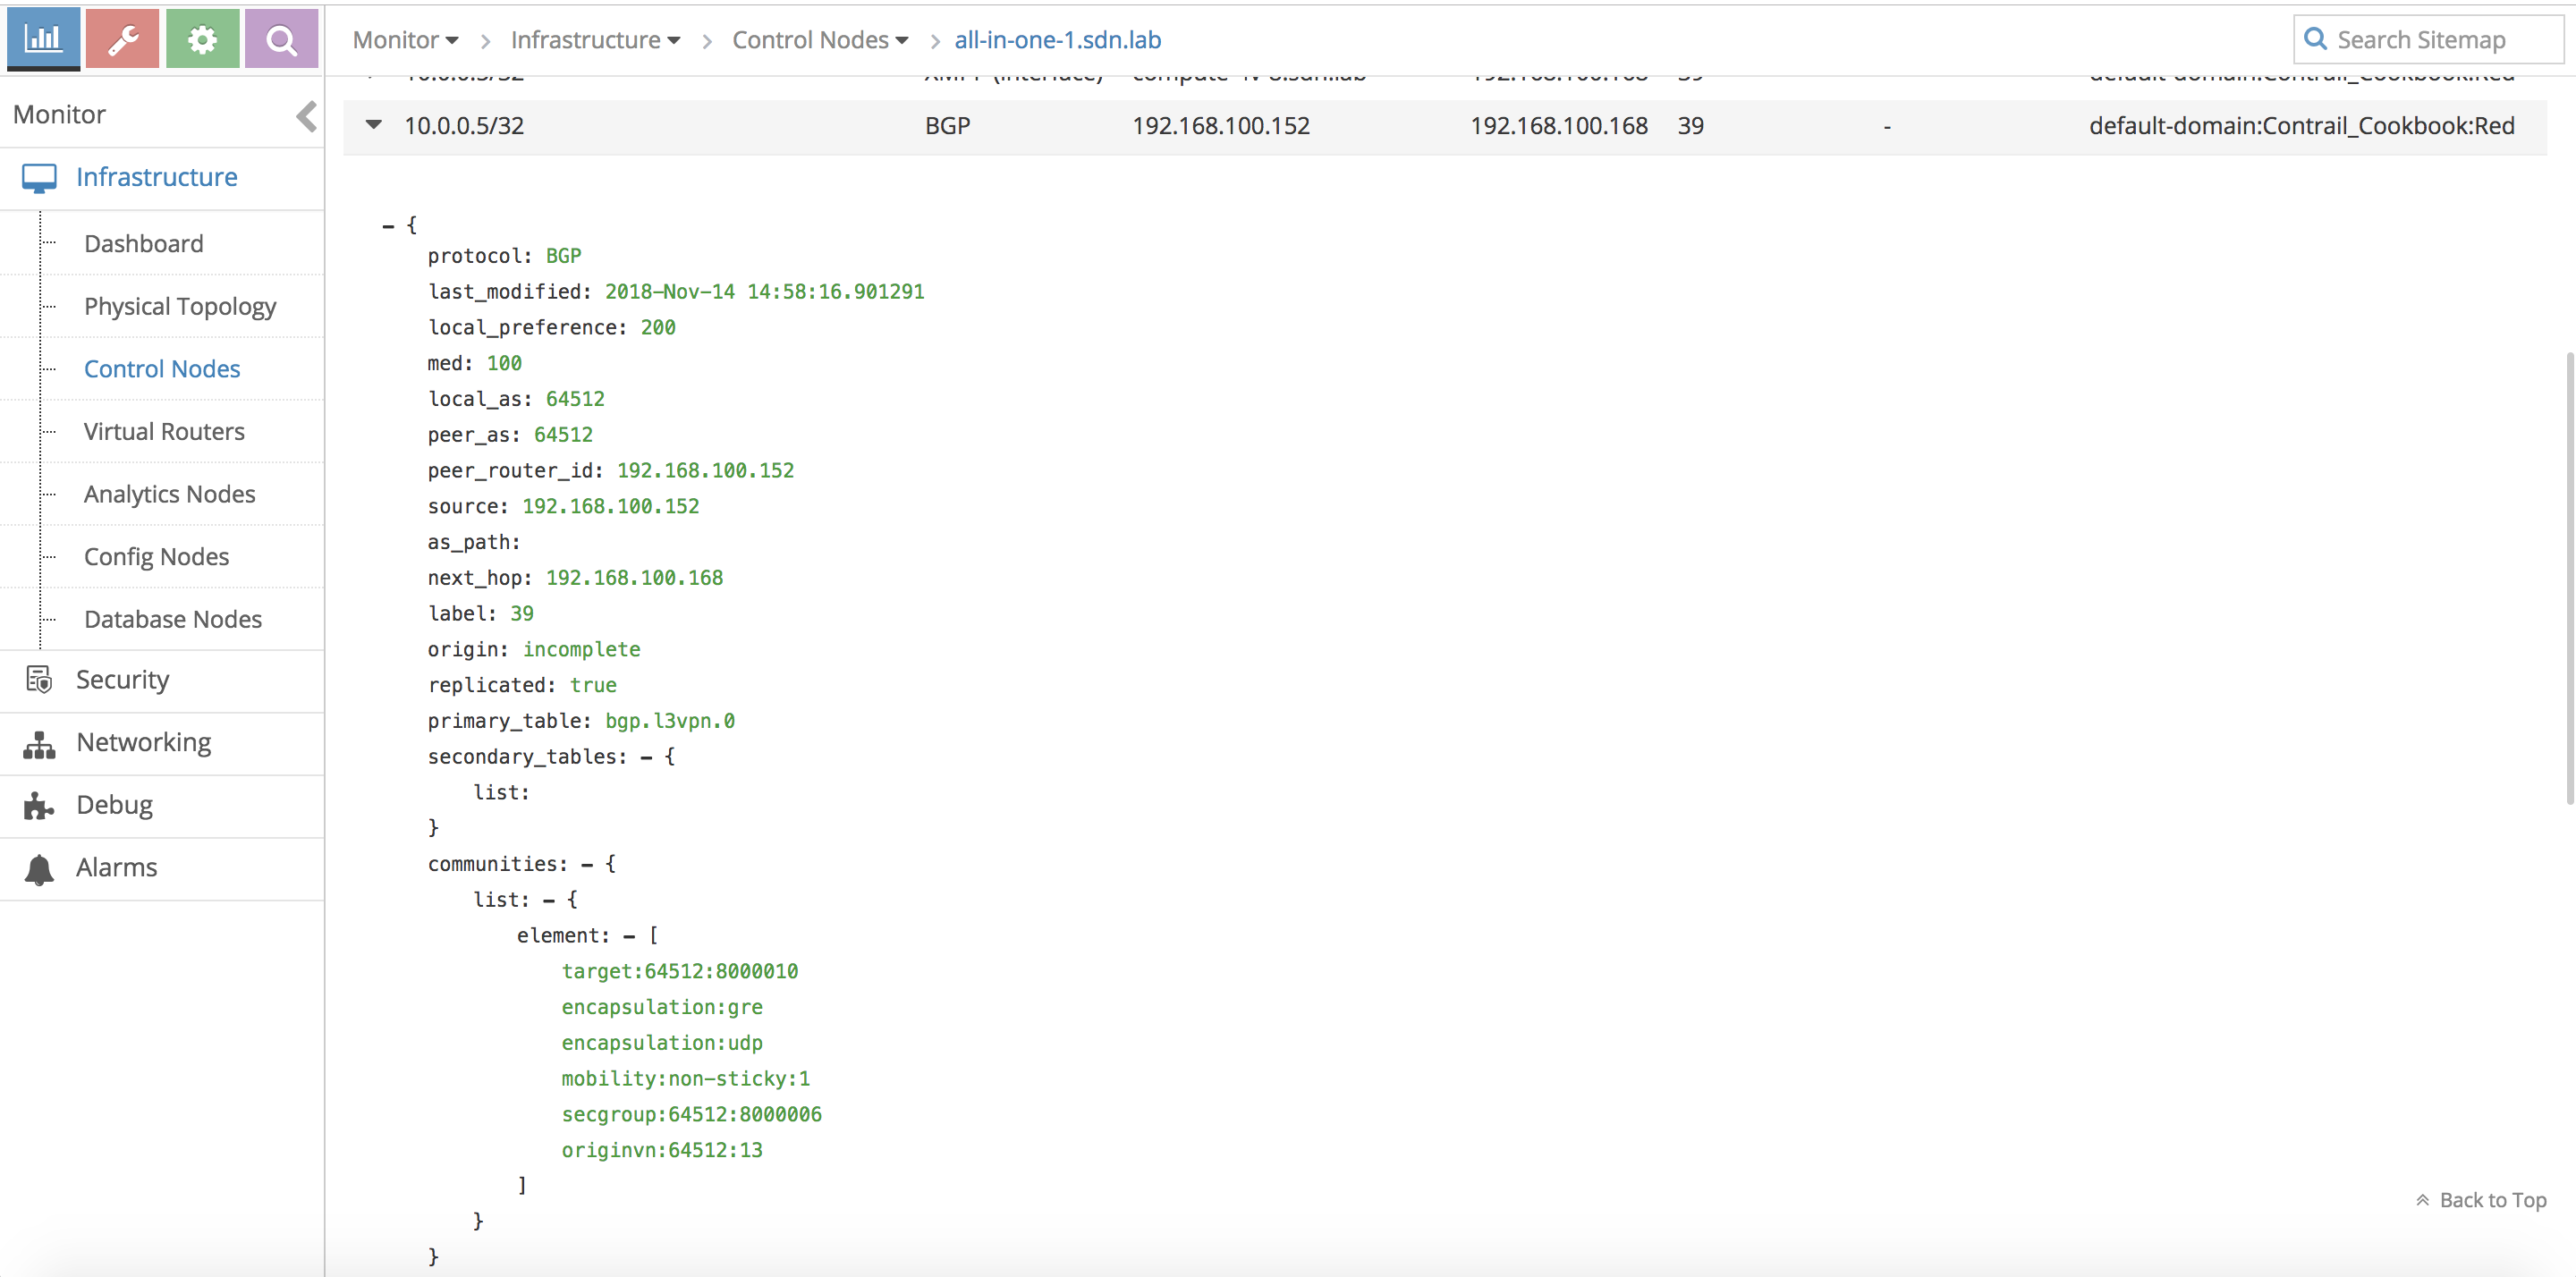 Monitor
Infrastructure
Control Nodes
all-in-one-1.sdn.lab
Search Sitemap
Monitor
Infrastructure
Dashboard
Physical Topology
Control Nodes
Virtual Routers
Analytics Nodes
Config Nodes
Database Nodes
Security
Networking
Debug
Alarms
10.0.0.5/32 BGP 192.168.100.152 192.168.100.168 39 - default-domain:Contrail_Cookbook:Red
– {
protocol: BGP
last_modified: 2018-Nov-14 14:58:16.901291
local_preference: 200
med: 100
local_as: 64512
peer_as: 64512
peer_router_id: 192.168.100.152
source: 192.168.100.152
as_path:
next_hop: 192.168.100.168
label: 39
origin: incomplete
replicated: true
primary_table: bgp.l3vpn.0
secondary_tables: – {
list:
}
communities: – {
list: – {
element: – [
target:64512:8000010
encapsulation:gre
encapsulation:udp
mobility:non-sticky:1
secgroup:64512:8000006
originvn:64512:13
]
}
}
Back to Top